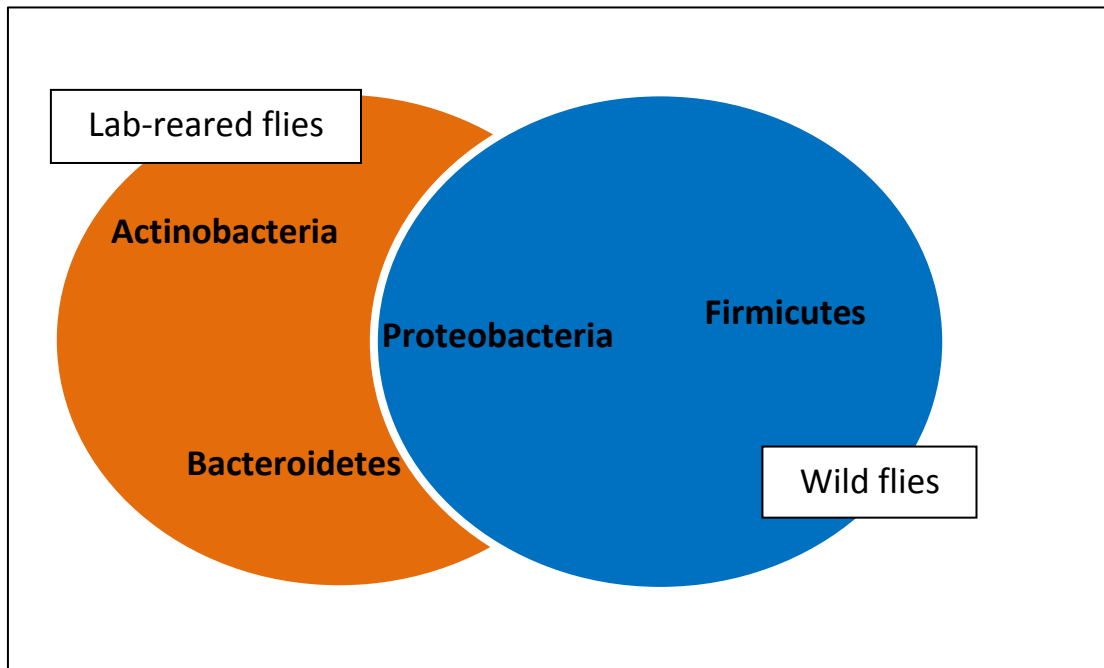 Lab-reared flies
Actinobacteria
Firmicutes
Proteobacteria
Bacteroidetes
Wild flies